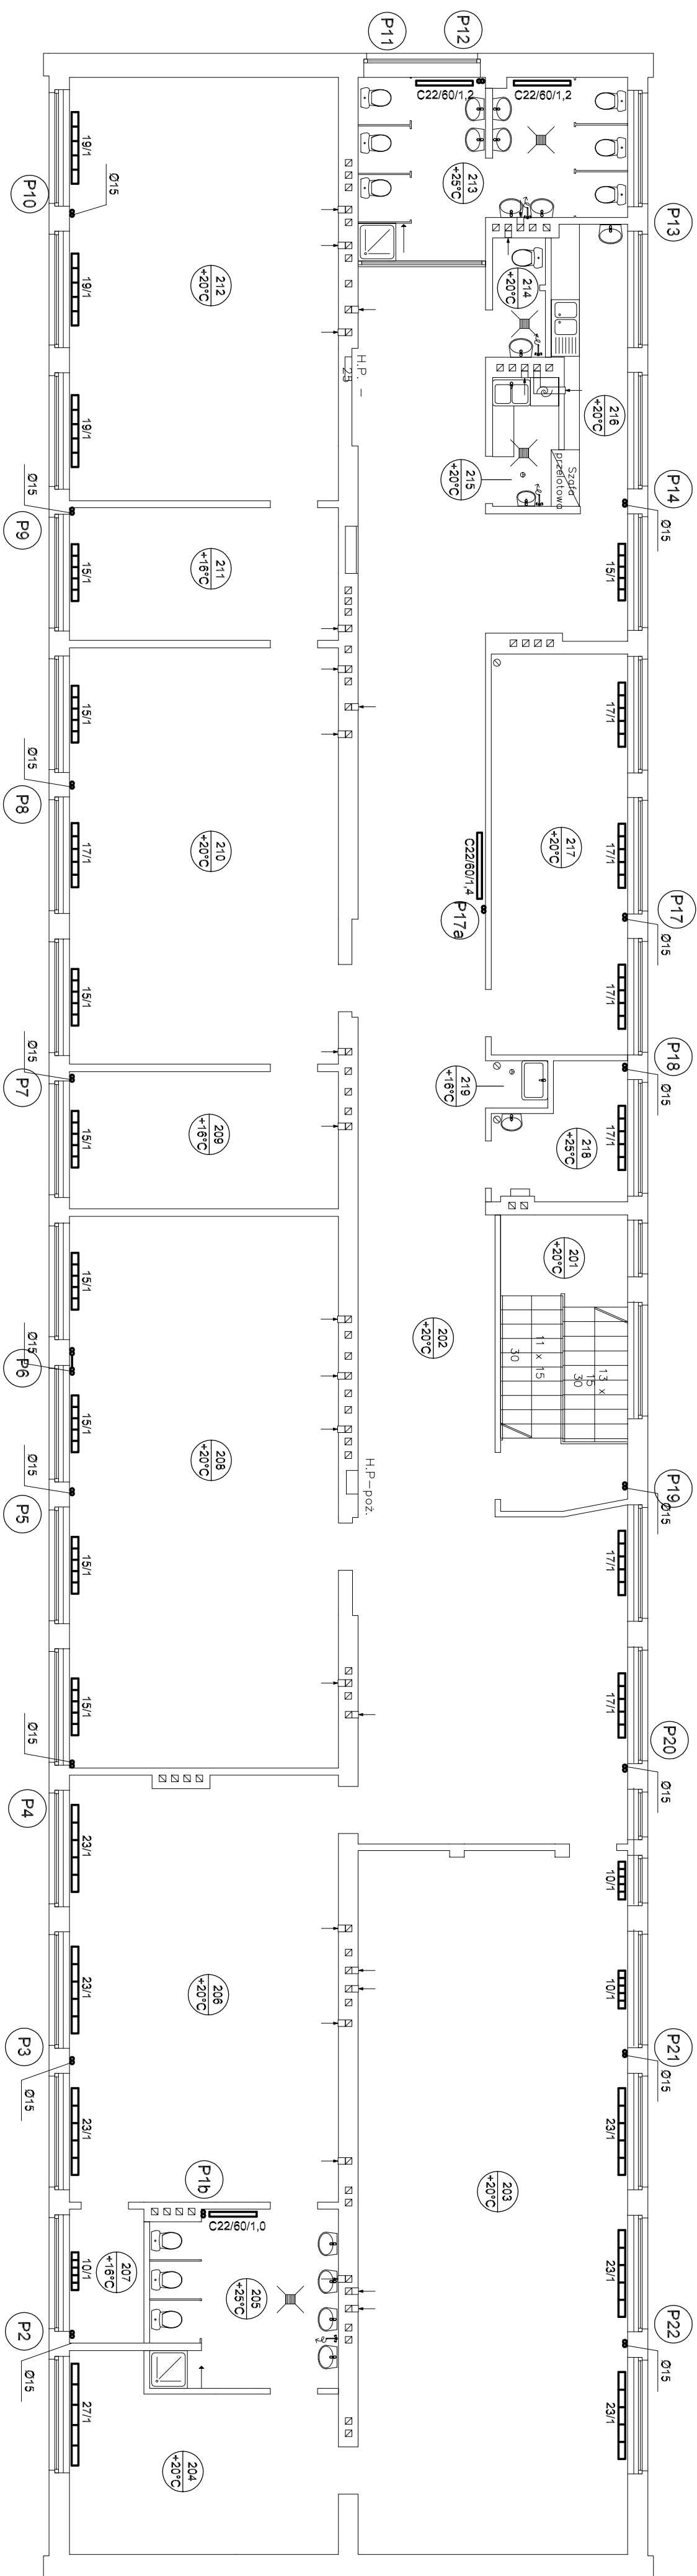 P11
P12
C22/60/1,2
C22/60/1,2
19/1
Ø15
P10
213
+25°C
P13
212
+20°C
19/1
214
+20°C
H.P. -
25
19/1
216
+20°C
215
+20°C
Szafa
przelotowa
P14
Ø15
Ø15
P9
211
+16°C
15/1
15/1
15/1
17/1
Ø15
P8
210
+20°C
17/1
C22/60/1,4
P17a
217
+20°C
17/1
P17
Ø15
15/1
17/1
Ø15
P7
P18
Ø15
219
+16°C
209
+16°C
15/1
218
+25°C
17/1
201
+20°C
15/1
202
+20°C
11 x 15
30
13 x
15
30
Ø15
P6
15/1
208
+20°C
H.P-poż.
P19
Ø15
P5
Ø15
15/1
17/1
15/1
17/1
Ø15
P20
Ø15
P4
23/1
10/1
23/1
206
+20°C
10/1
P3
Ø15
P21
Ø15
23/1
23/1
P1b
C22/60/1,0
203
+20°C
10/1
207
+16°C
205
+25°C
23/1
P2
Ø15
P22
Ø15
27/1
204
+20°C
23/1